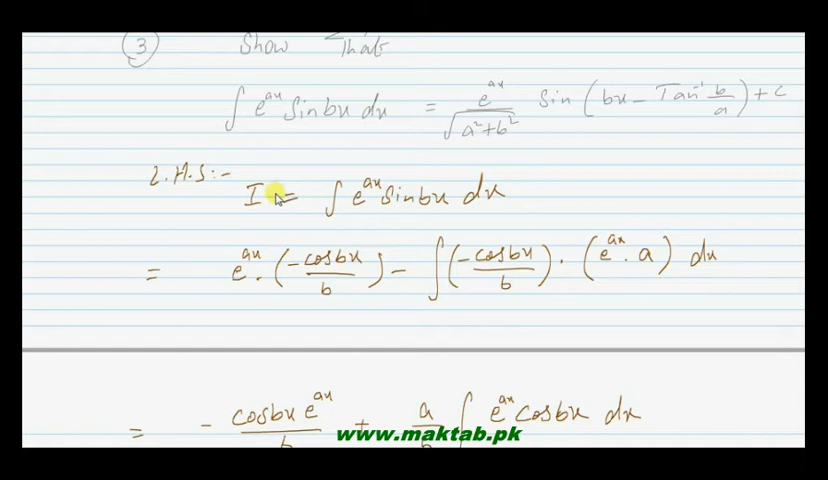 ③ Show That
∫ e^{ax} Sin bx dx = e^{ax} / √(a²+b²) Sin (bx - Tan⁻¹ b/a) + c
L.H.S:-
I = ∫ e^{ax} Sin bx dx
= e^{ax} . (-cos bx / b) - ∫ (-cos bx / b) . (e^{ax} . a) dx
= - cos bx e^{ax} / b + a/b ∫ e^{ax} cos bx dx
www.maktab.pk